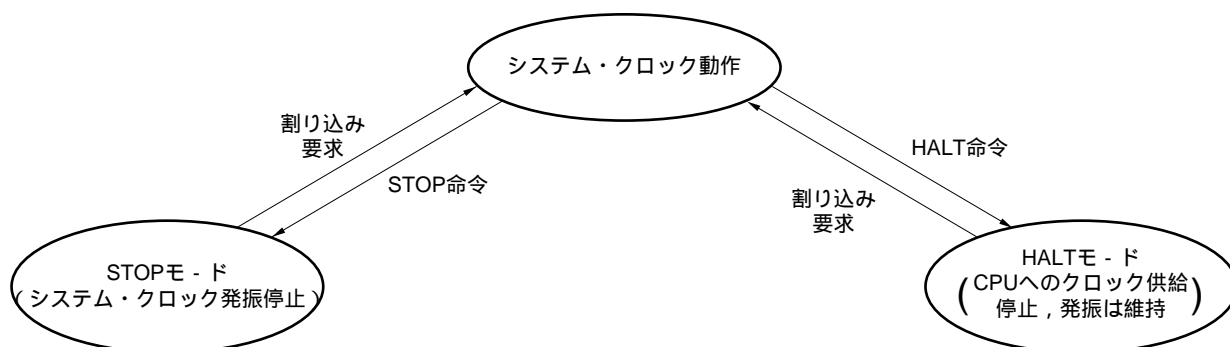 システム・クロック動作
割り込み
要求
STOP命令
HALT命令
割り込み
要求
STOPモ - ド
(システム・クロック発振停止)
HALTモ - ド
(CPUへのクロック供給
停止，発振は維持)